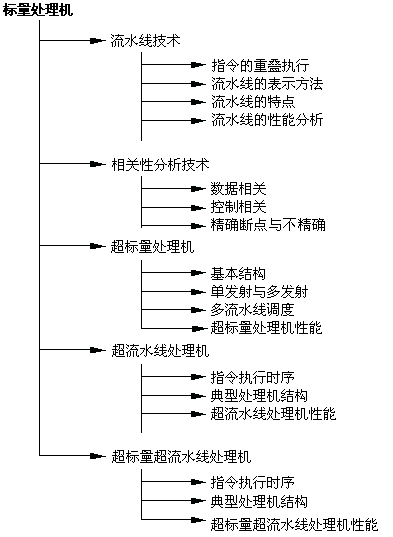 标量处理机
流水线技术
指令的重叠执行
流水线的表示方法
流水线的特点
流水线的性能分析
相关性分析技术
数据相关
控制相关
精确断点与不精确
超标量处理机
基本结构
单发射与多发射
多流水线调度
超标量处理机性能
超流水线处理机
指令执行时序
典型处理机结构
超流水线处理机性能
超标量超流水线处理机
指令执行时序
典型处理机结构
超标量超流水线处理机性能